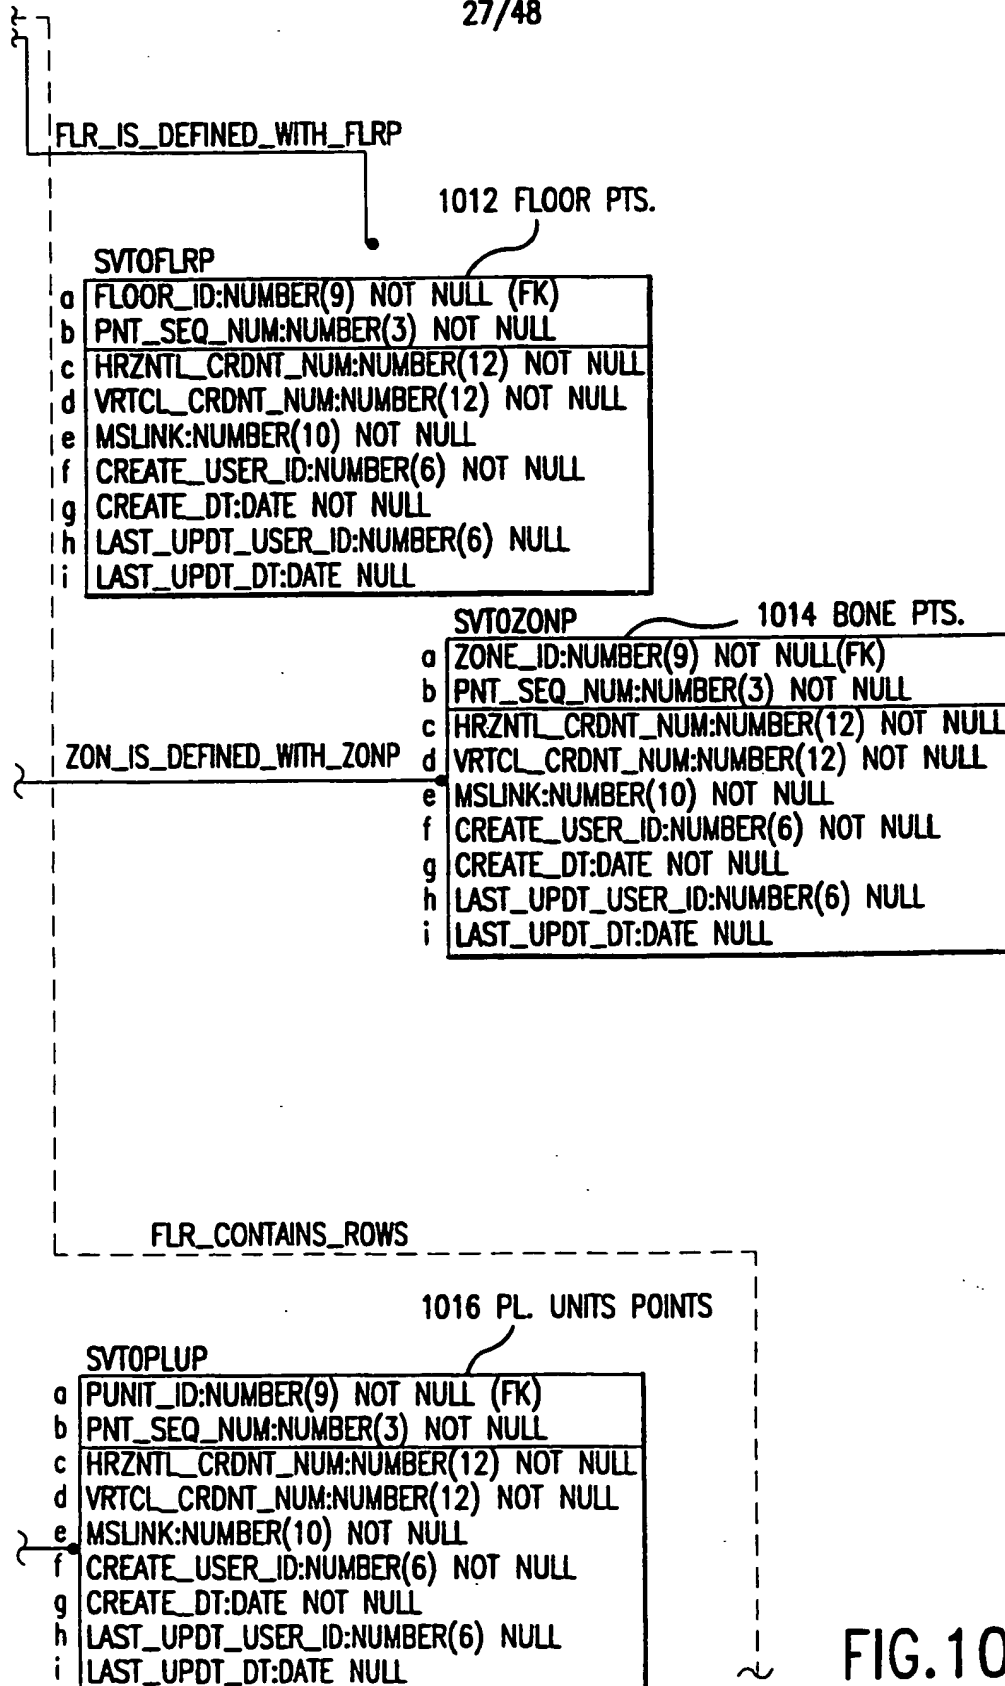 27/48
FLR_IS_DEFINED_WITH_FLRP
1012 FLOOR PTS.
SVTOFLRP
a FLOOR_ID:NUMBER(9) NOT NULL (FK)
b PNT_SEQ_NUM:NUMBER(3) NOT NULL
c HRZNTL_CRDNT_NUM:NUMBER(12) NOT NULL
d VRTCL_CRDNT_NUM:NUMBER(12) NOT NULL
e MSLINK:NUMBER(10) NOT NULL
f CREATE_USER_ID:NUMBER(6) NOT NULL
g CREATE_DT:DATE NOT NULL
h LAST_UPDT_USER_ID:NUMBER(6) NULL
i LAST_UPDT_DT:DATE NULL
1014 BONE PTS.
SVTOZONP
a ZONE_ID:NUMBER(9) NOT NULL(FK)
b PNT_SEQ_NUM:NUMBER(3) NOT NULL
c HRZNTL_CRDNT_NUM:NUMBER(12) NOT NULL
ZON_IS_DEFINED_WITH_ZONP
d VRTCL_CRDNT_NUM:NUMBER(12) NOT NULL
e MSLINK:NUMBER(10) NOT NULL
f CREATE_USER_ID:NUMBER(6) NOT NULL
g CREATE_DT:DATE NOT NULL
h LAST_UPDT_USER_ID:NUMBER(6) NULL
i LAST_UPDT_DT:DATE NULL
FLR_CONTAINS_ROWS
1016 PL. UNITS POINTS
SVTOPLUP
a PUNIT_ID:NUMBER(9) NOT NULL (FK)
b PNT_SEQ_NUM:NUMBER(3) NOT NULL
c HRZNTL_CRDNT_NUM:NUMBER(12) NOT NULL
d VRTCL_CRDNT_NUM:NUMBER(12) NOT NULL
e MSLINK:NUMBER(10) NOT NULL
f CREATE_USER_ID:NUMBER(6) NOT NULL
g CREATE_DT:DATE NOT NULL
h LAST_UPDT_USER_ID:NUMBER(6) NULL
i LAST_UPDT_DT:DATE NULL
FIG.10